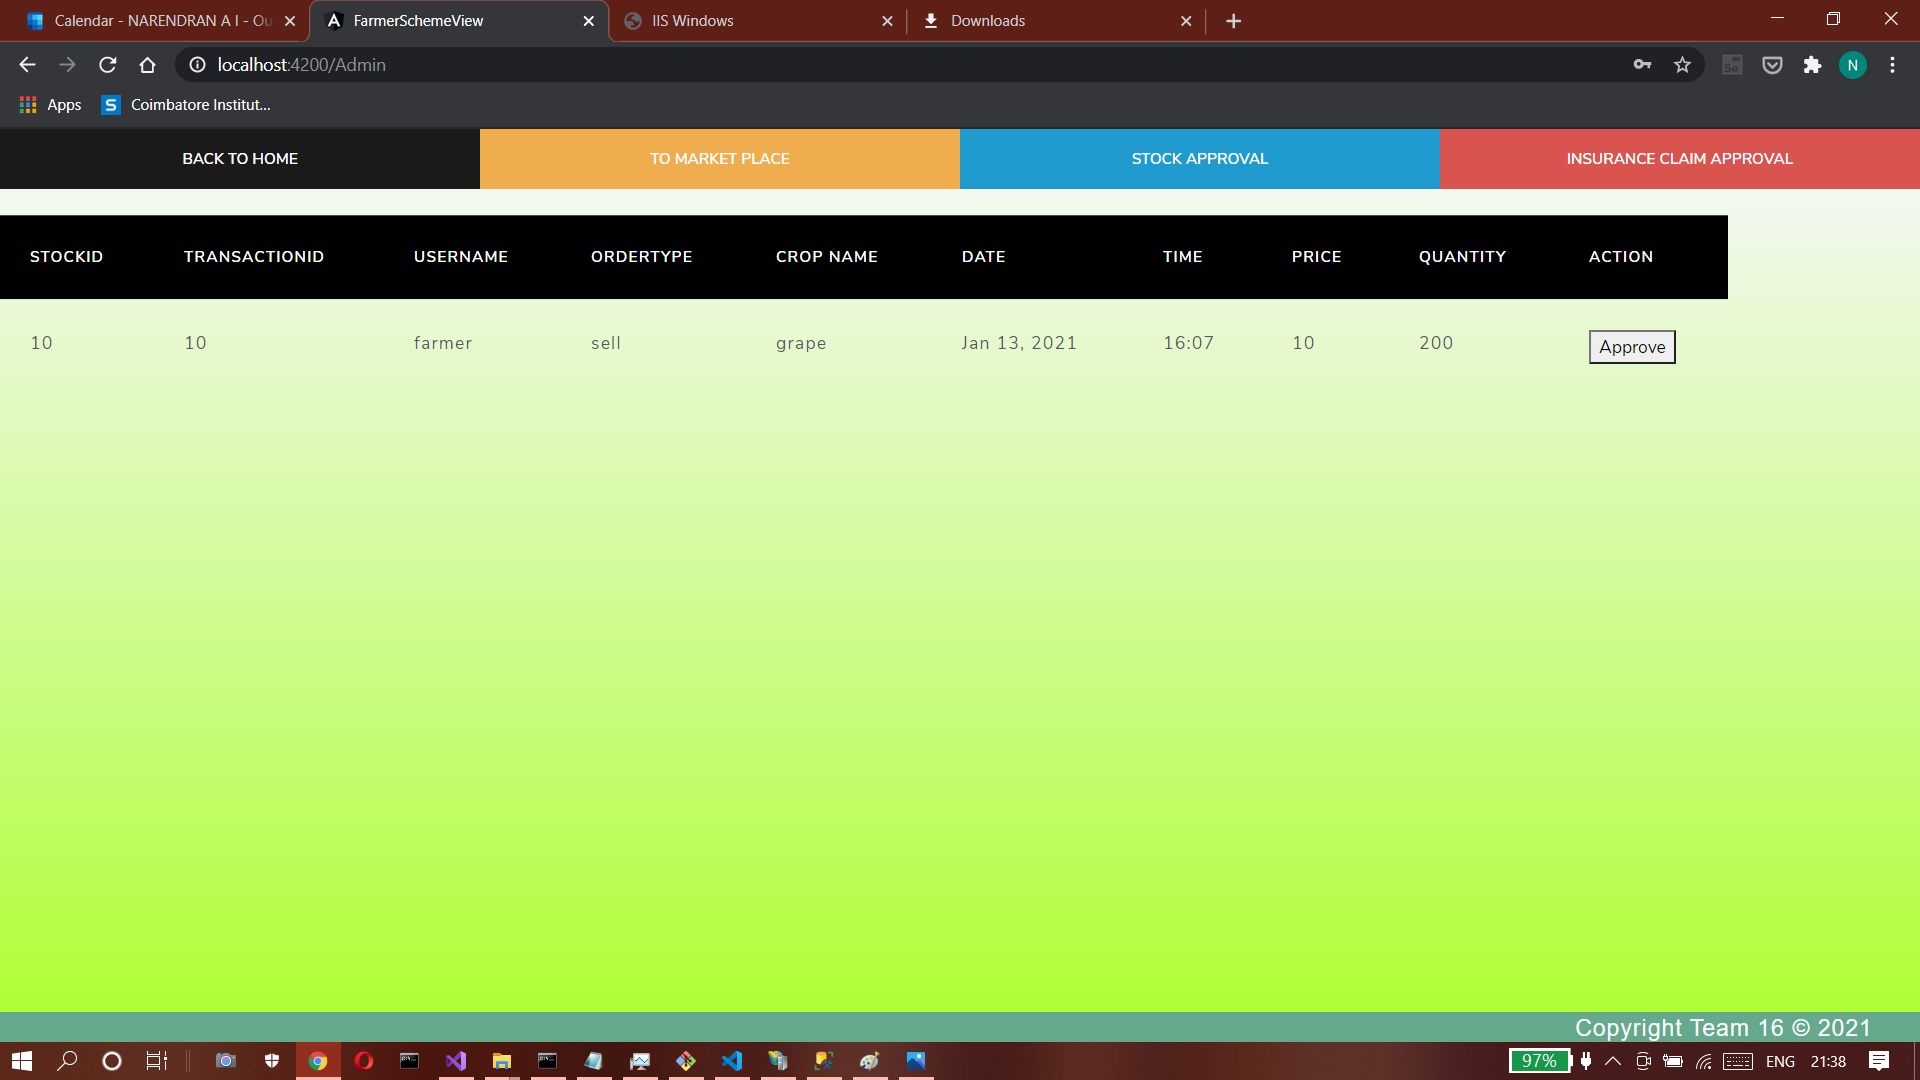 Calendar - NARENDRAN A I - Ou
FarmerSchemeView
IIS Windows
Downloads
localhost:4200/Admin
N
Apps
S Coimbatore Institut...
BACK TO HOME
TO MARKET PLACE
STOCK APPROVAL
INSURANCE CLAIM APPROVAL
STOCKID TRANSACTIONID USERNAME ORDERTYPE CROP NAME DATE TIME PRICE QUANTITY ACTION
10 10 farmer sell grape Jan 13, 2021 16:07 10 200 Approve
Copyright Team 16 © 2021
97% ENG 21:38